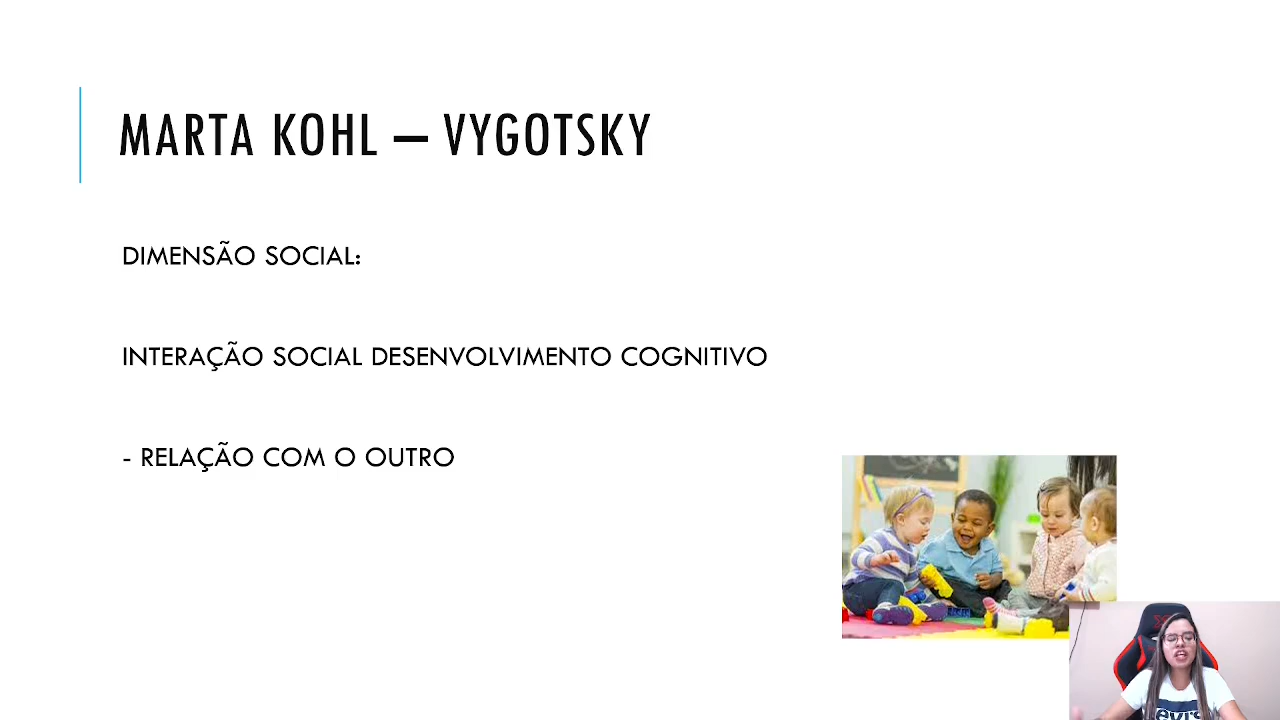 MARTA KOHL – VYGOTSKY
DIMENSÃO SOCIAL:
INTERAÇÃO SOCIAL DESENVOLVIMENTO COGNITIVO
- RELAÇÃO COM O OUTRO